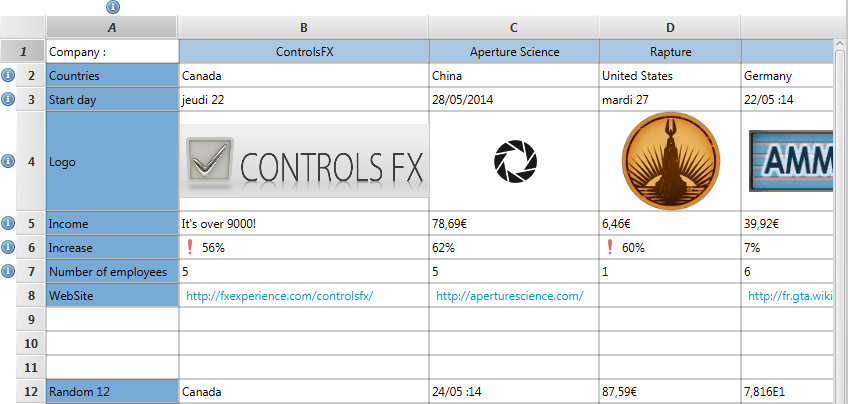 A B C D
1 Company : ControlsFX Aperture Science Rapture
2 Countries Canada China United States Germany
3 Start day jeudi 22 28/05/2014 mardi 27 22/05 :14
4 Logo CONTROLS FX AMM
5 Income It's over 9000! 78,69€ 6,46€ 39,92€
6 Increase 56% 62% 60% 7%
7 Number of employees 5 5 1 6
8 WebSite http://fxexperience.com/controlsfx/ http://aperturescience.com/ http://fr.gta.wiki
9
10
11
12 Random 12 Canada 24/05 :14 87,59€ 7,816E1